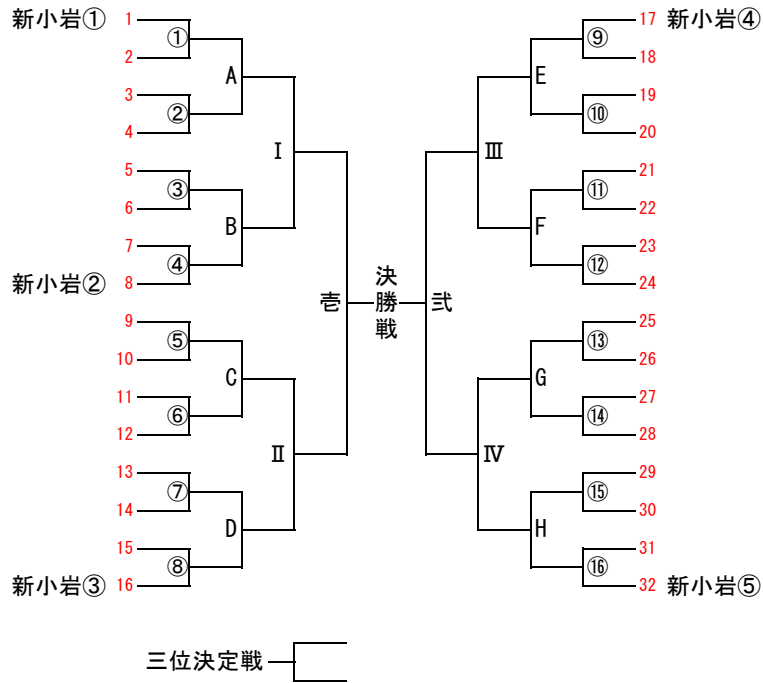 新小岩① 1 ① 17 新小岩④
2 ⑨ 18
A E
3 ② 19
4 ⑩ 20
Ⅰ Ⅲ
5 ③ 21
6 ⑪ 22
B F
7 ④ 23
新小岩② 8 ⑫ 24
壱 決勝戦 弐
9 ⑤ 25
10 ⑬ 26
C G
11 ⑥ 27
12 ⑭ 28
Ⅱ Ⅳ
13 ⑦ 29
14 ⑮ 30
D H
15 ⑧ 31
新小岩③ 16 ⑯ 32 新小岩⑤
三位決定戦